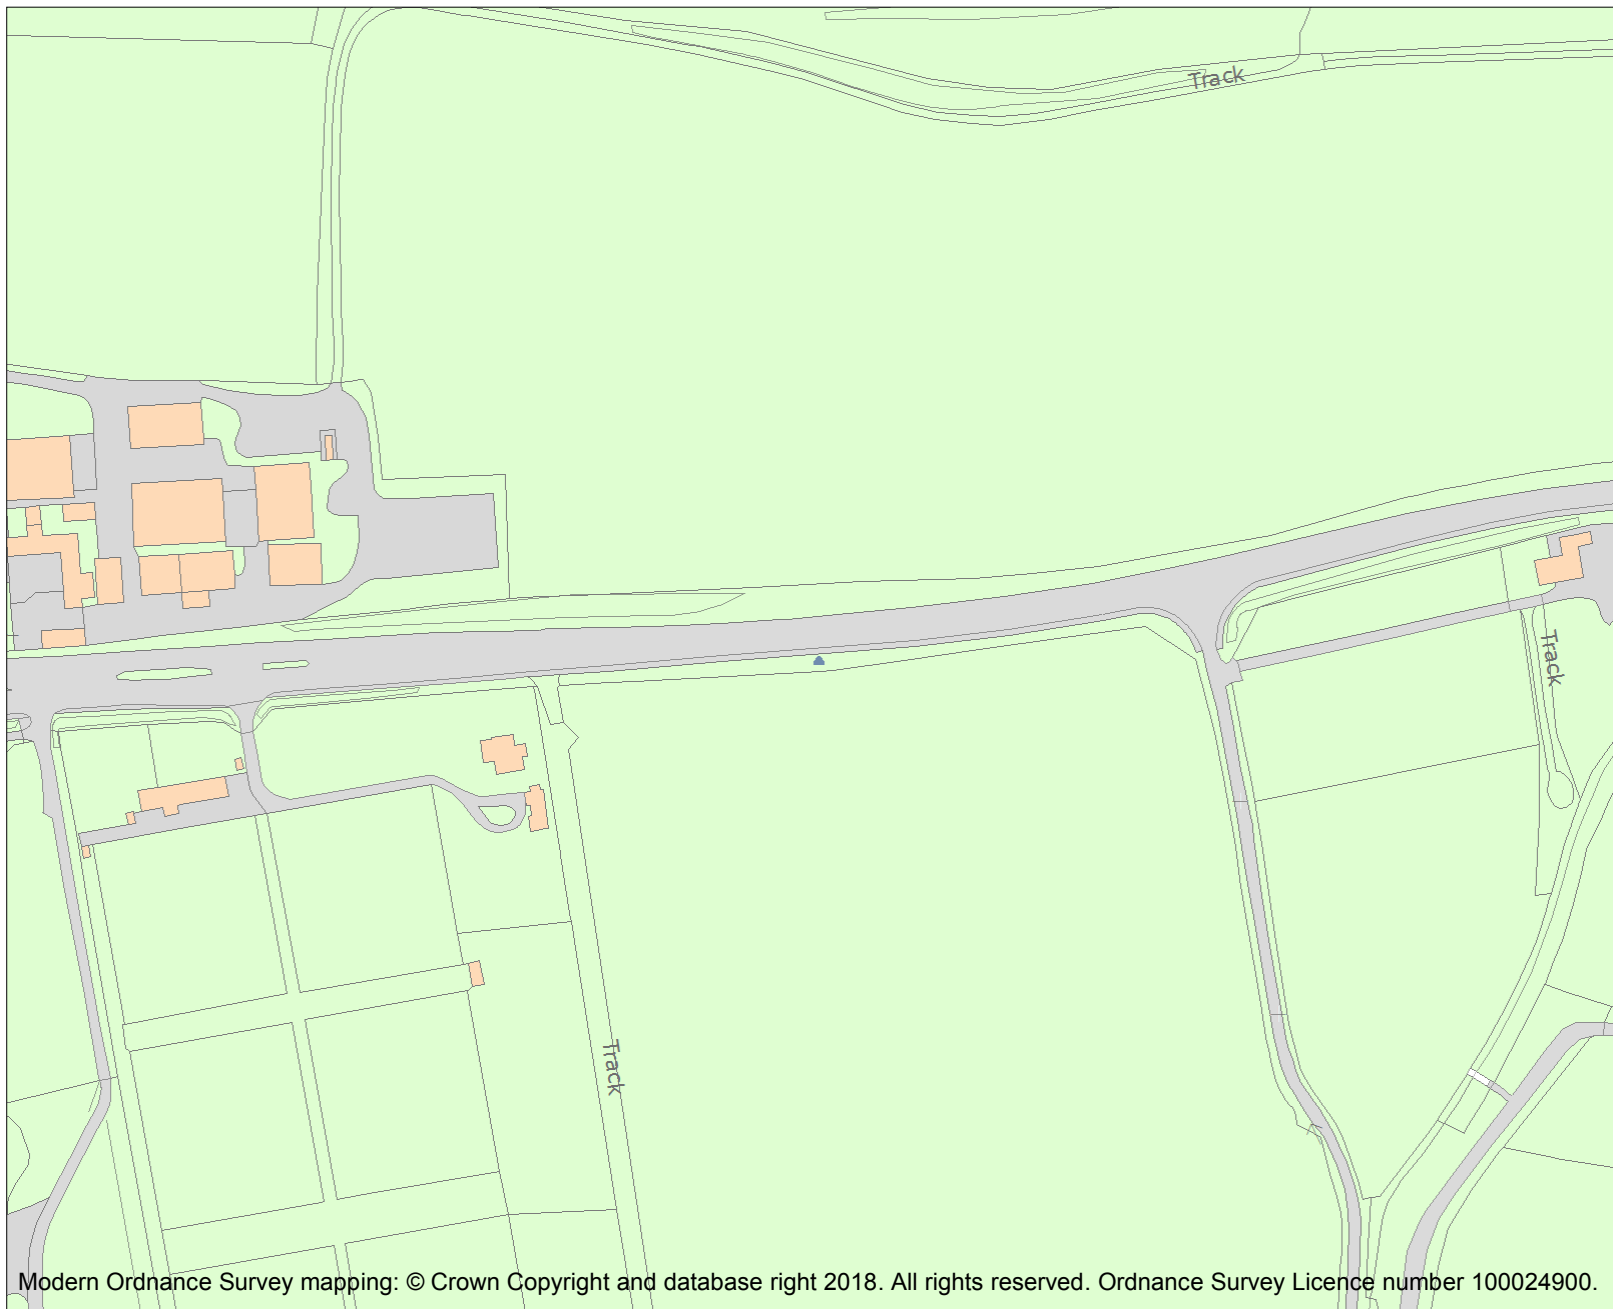 Track
Track
Track
Modern Ordnance Survey mapping: © Crown Copyright and database right 2018. All rights reserved. Ordnance Survey Licence number 100024900.